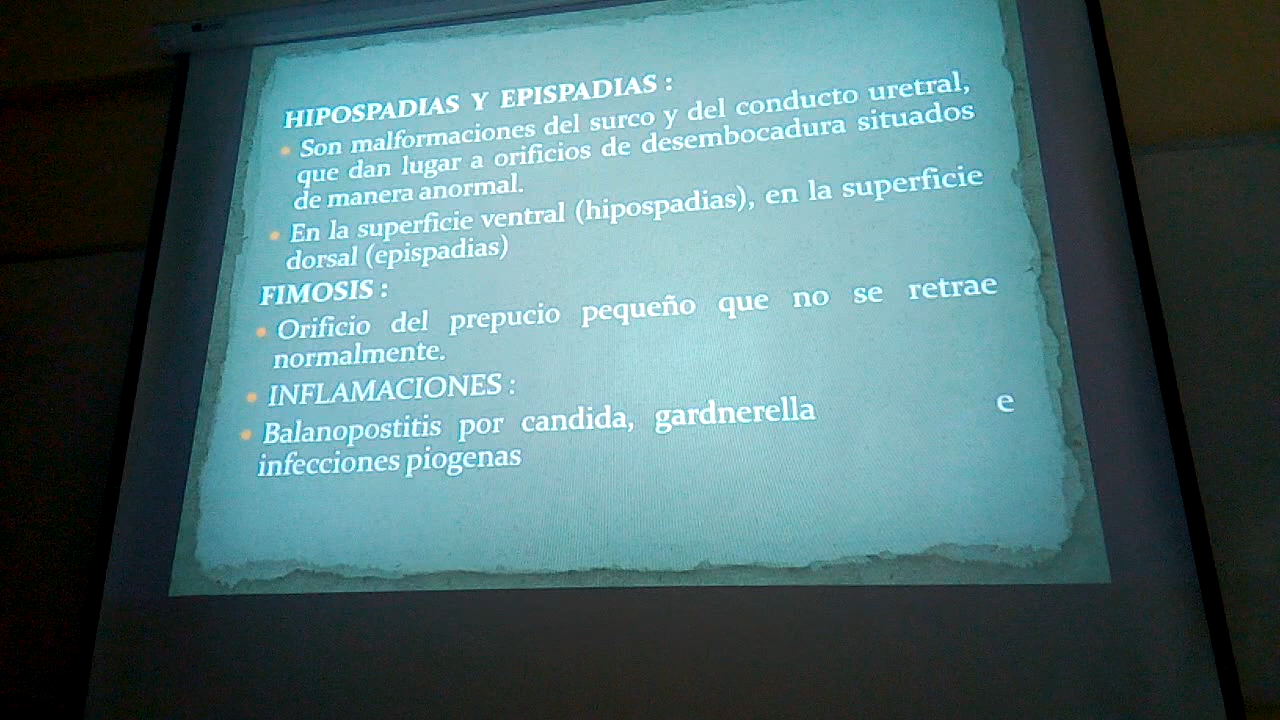 HIPOSPADIAS Y EPISPADIAS :
Son malformaciones del surco y del conducto uretral,
que dan lugar a orificios de desembocadura situados
de manera anormal.
En la superficie ventral (hipospadias), en la superficie
dorsal (epispadias)
FIMOSIS :
Orificio del prepucio pequeño que no se retrae
normalmente.
INFLAMACIONES :
Balanopostitis por candida, gardnerella e
infecciones piogenas